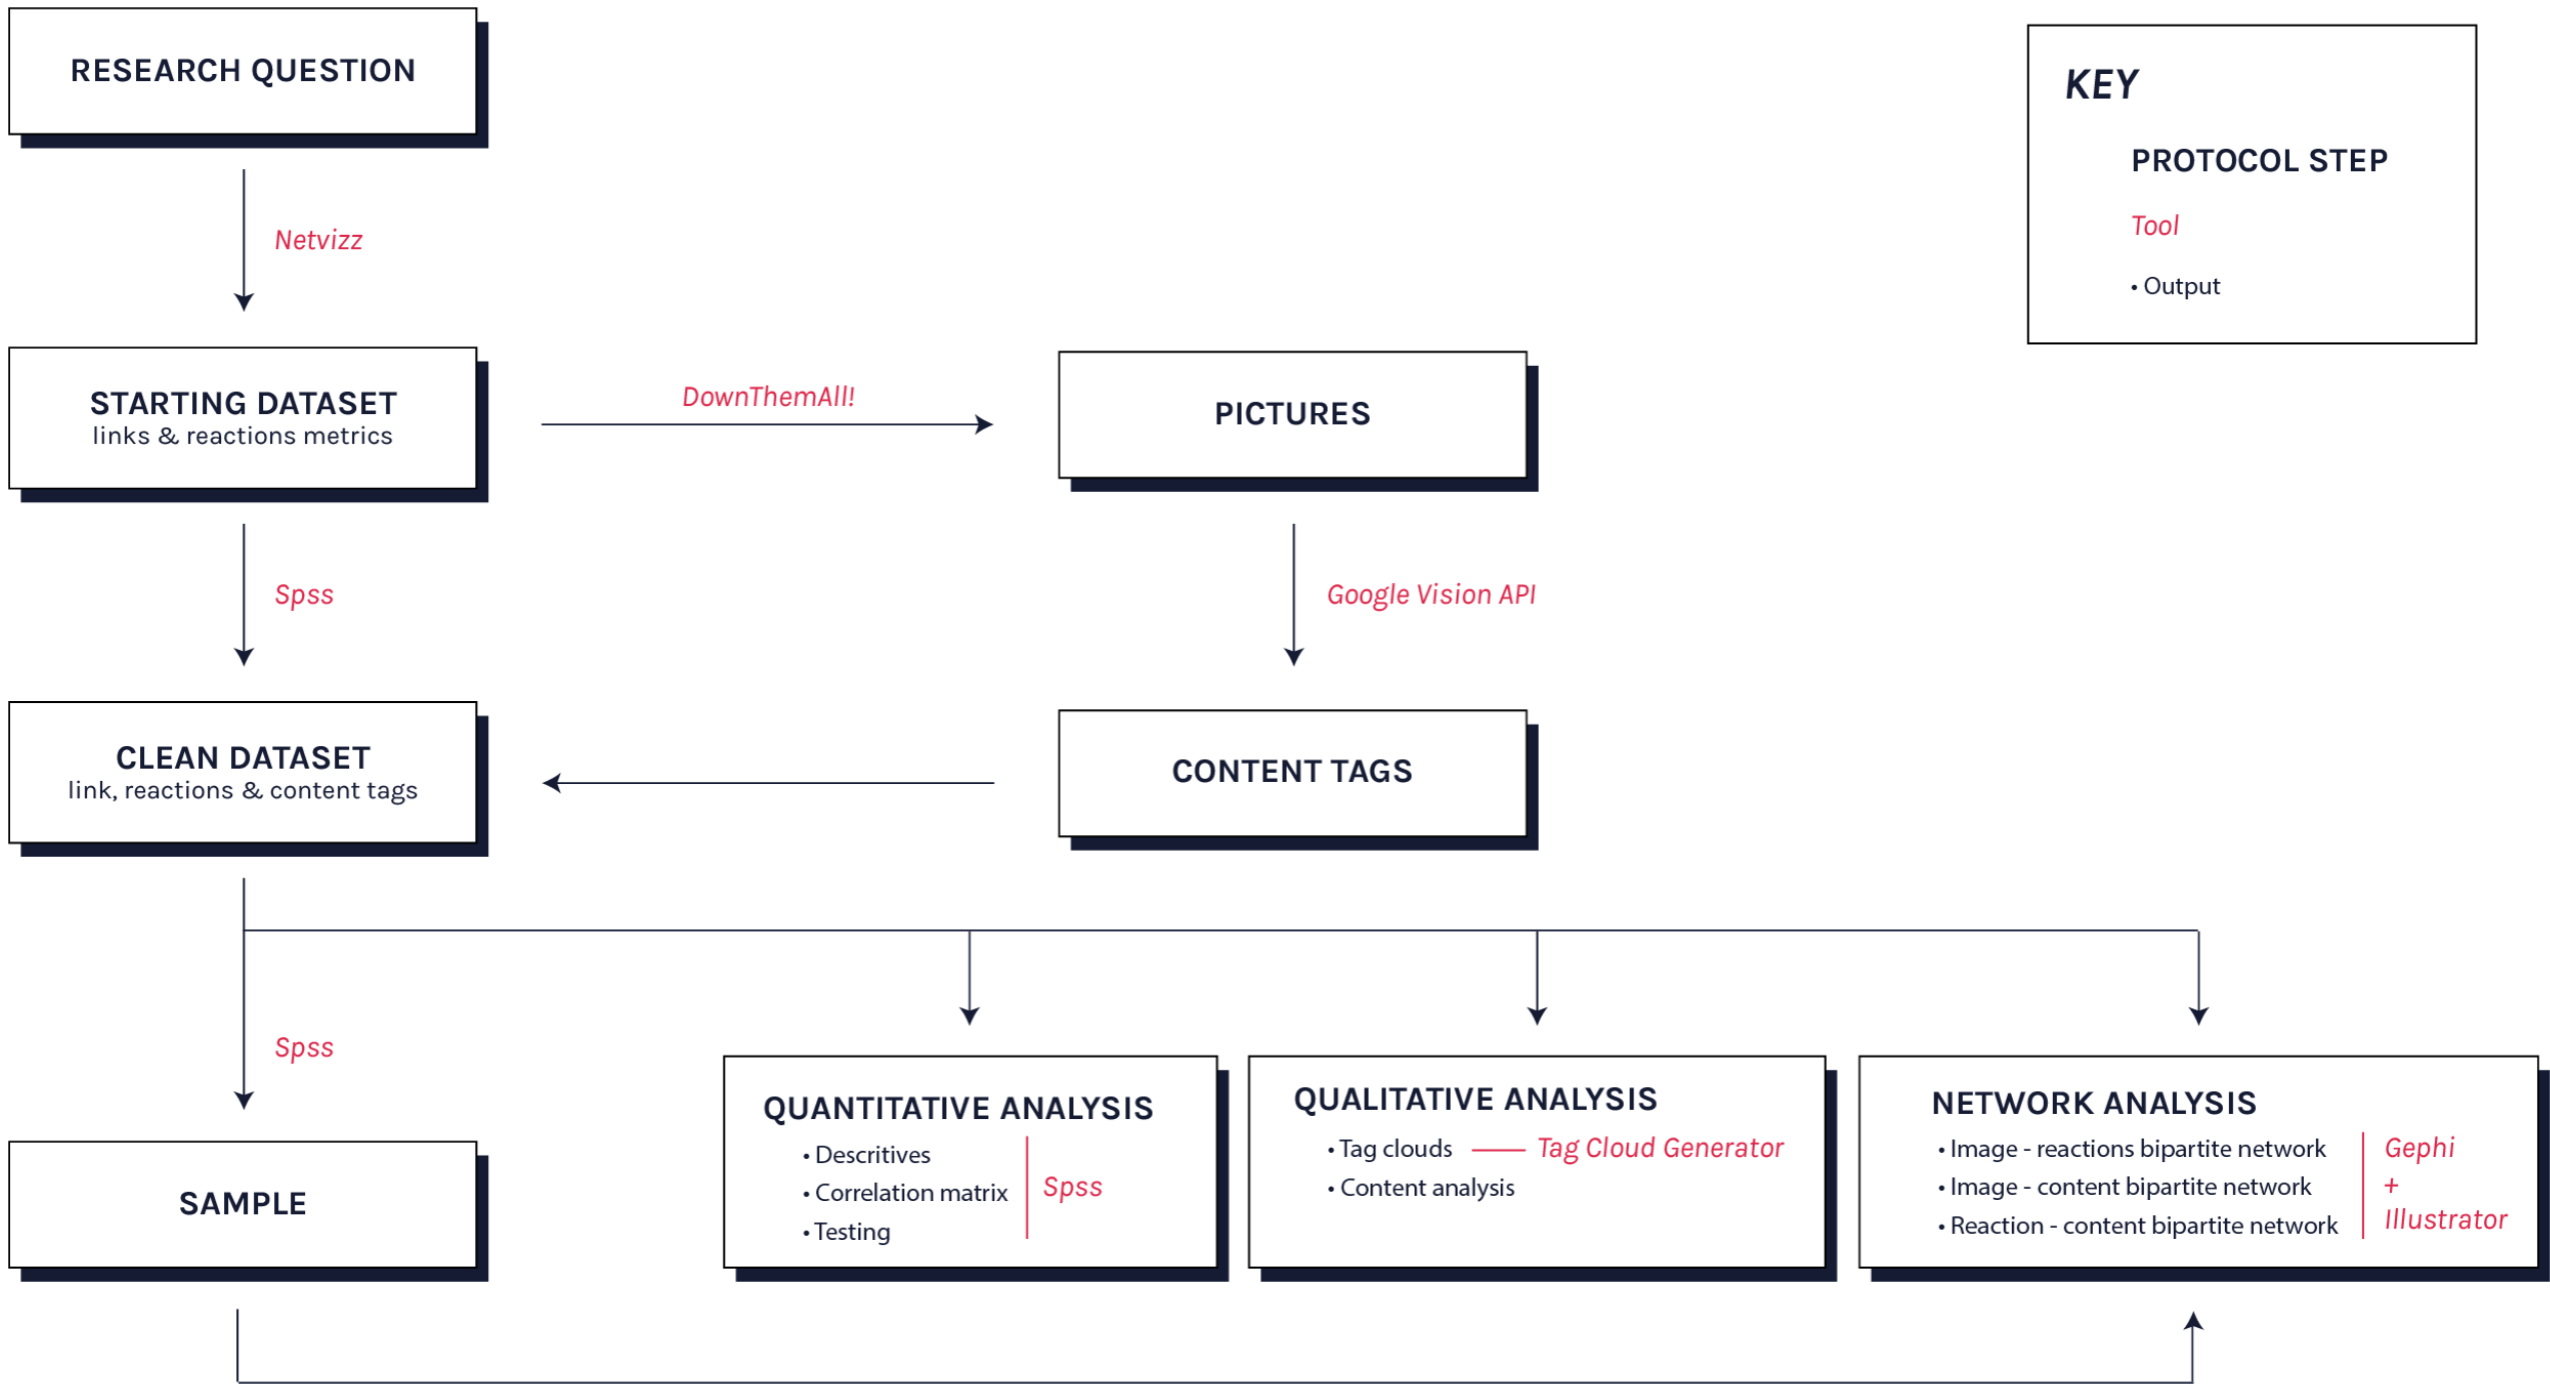 RESEARCH QUESTION
KEY
PROTOCOL STEP
Tool
• Output
Netvizz
STARTING DATASET
links & reactions metrics
DownThemAll!
PICTURES
Spss
Google Vision API
CLEAN DATASET
link, reactions & content tags
CONTENT TAGS
Spss
SAMPLE
QUANTITATIVE ANALYSIS
• Descritives
• Correlation matrix
• Testing
Spss
QUALITATIVE ANALYSIS
• Tag clouds
Tag Cloud Generator
• Content analysis
NETWORK ANALYSIS
• Image - reactions bipartite network
• Image - content bipartite network
• Reaction - content bipartite network
Gephi
+
Illustrator